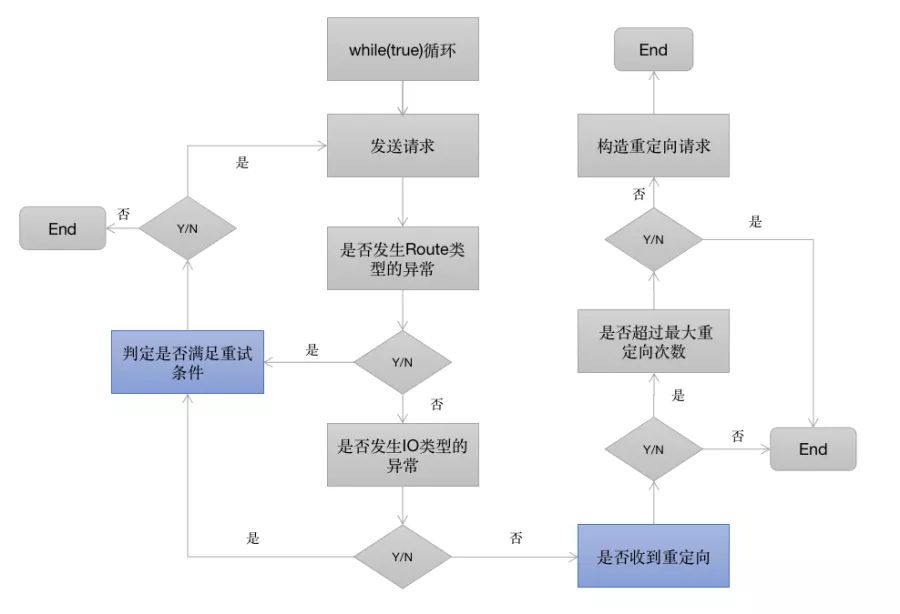 while(true)循环
End
发送请求
构造重定向请求
是
否
End
Y/N
否
Y/N
是
是否发生Route类
型的异常
判定是否满足重试
条件
是
Y/N
是否超过最大重
定向次数
否
是
是否发生IO类型的
异常
Y/N
否
End
是
Y/N
否
是否收到重定向